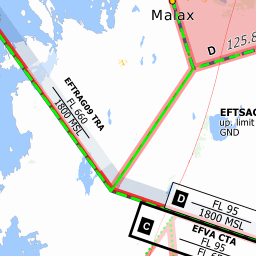 Malax
D 125.8
EFTRAG09 TRA
FL 660
1800 MSL
EFTSAC
up. limit
GND
D
FL 95
1800 MSL
C
EFVA CTA
FL 95